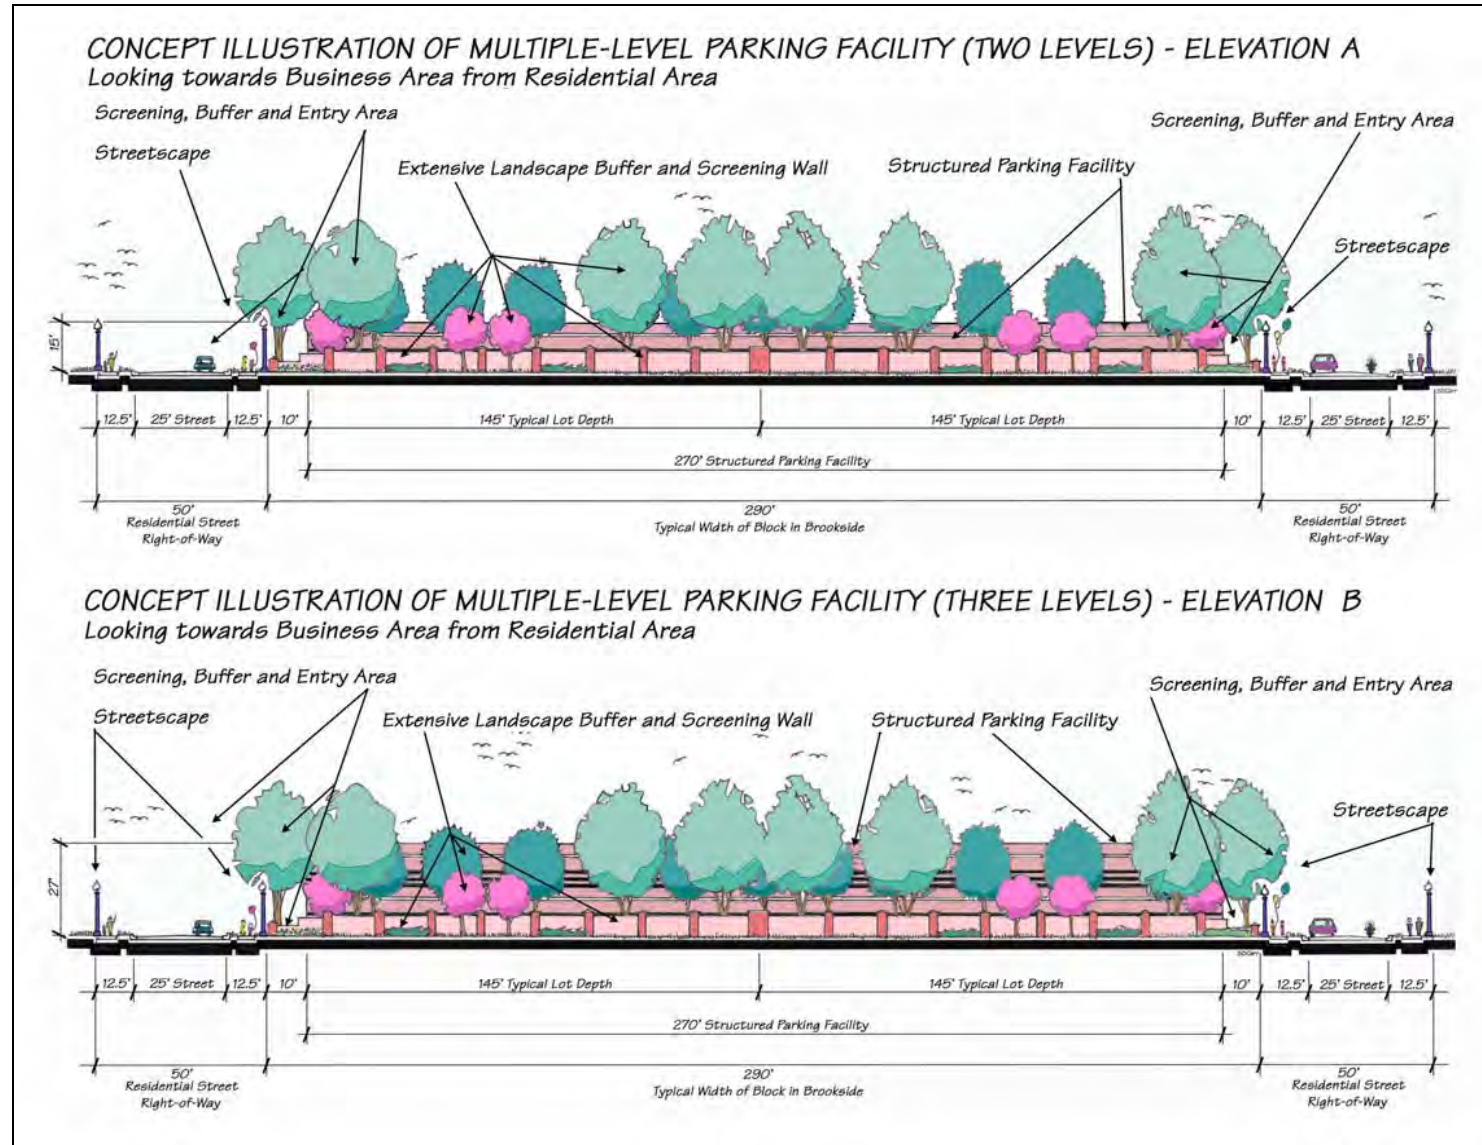 CONCEPT ILLUSTRATION OF MULTIPLE-LEVEL PARKING FACILITY (TWO LEVELS) - ELEVATION A
Looking towards Business Area from Residential Area
Screening, Buffer and Entry Area
Screening, Buffer and Entry Area
Streetscape
Extensive Landscape Buffer and Screening Wall
Structured Parking Facility
Streetscape
15'
12.5'
25' Street
12.5'
10'
145' Typical Lot Depth
145' Typical Lot Depth
10'
12.5'
25' Street
12.5'
270' Structured Parking Facility
50'
Residential Street
Right-of-Way
290'
Typical Width of Block in Brookside
50'
Residential Street
Right-of-Way
CONCEPT ILLUSTRATION OF MULTIPLE-LEVEL PARKING FACILITY (THREE LEVELS) - ELEVATION B
Looking towards Business Area from Residential Area
Screening, Buffer and Entry Area
Screening, Buffer and Entry Area
Streetscape
Extensive Landscape Buffer and Screening Wall
Structured Parking Facility
Streetscape
27'
12.5'
25' Street
12.5'
10'
145' Typical Lot Depth
145' Typical Lot Depth
10'
12.5'
25' Street
12.5'
270' Structured Parking Facility
50'
Residential Street
Right-of-Way
290'
Typical Width of Block in Brookside
50'
Residential Street
Right-of-Way